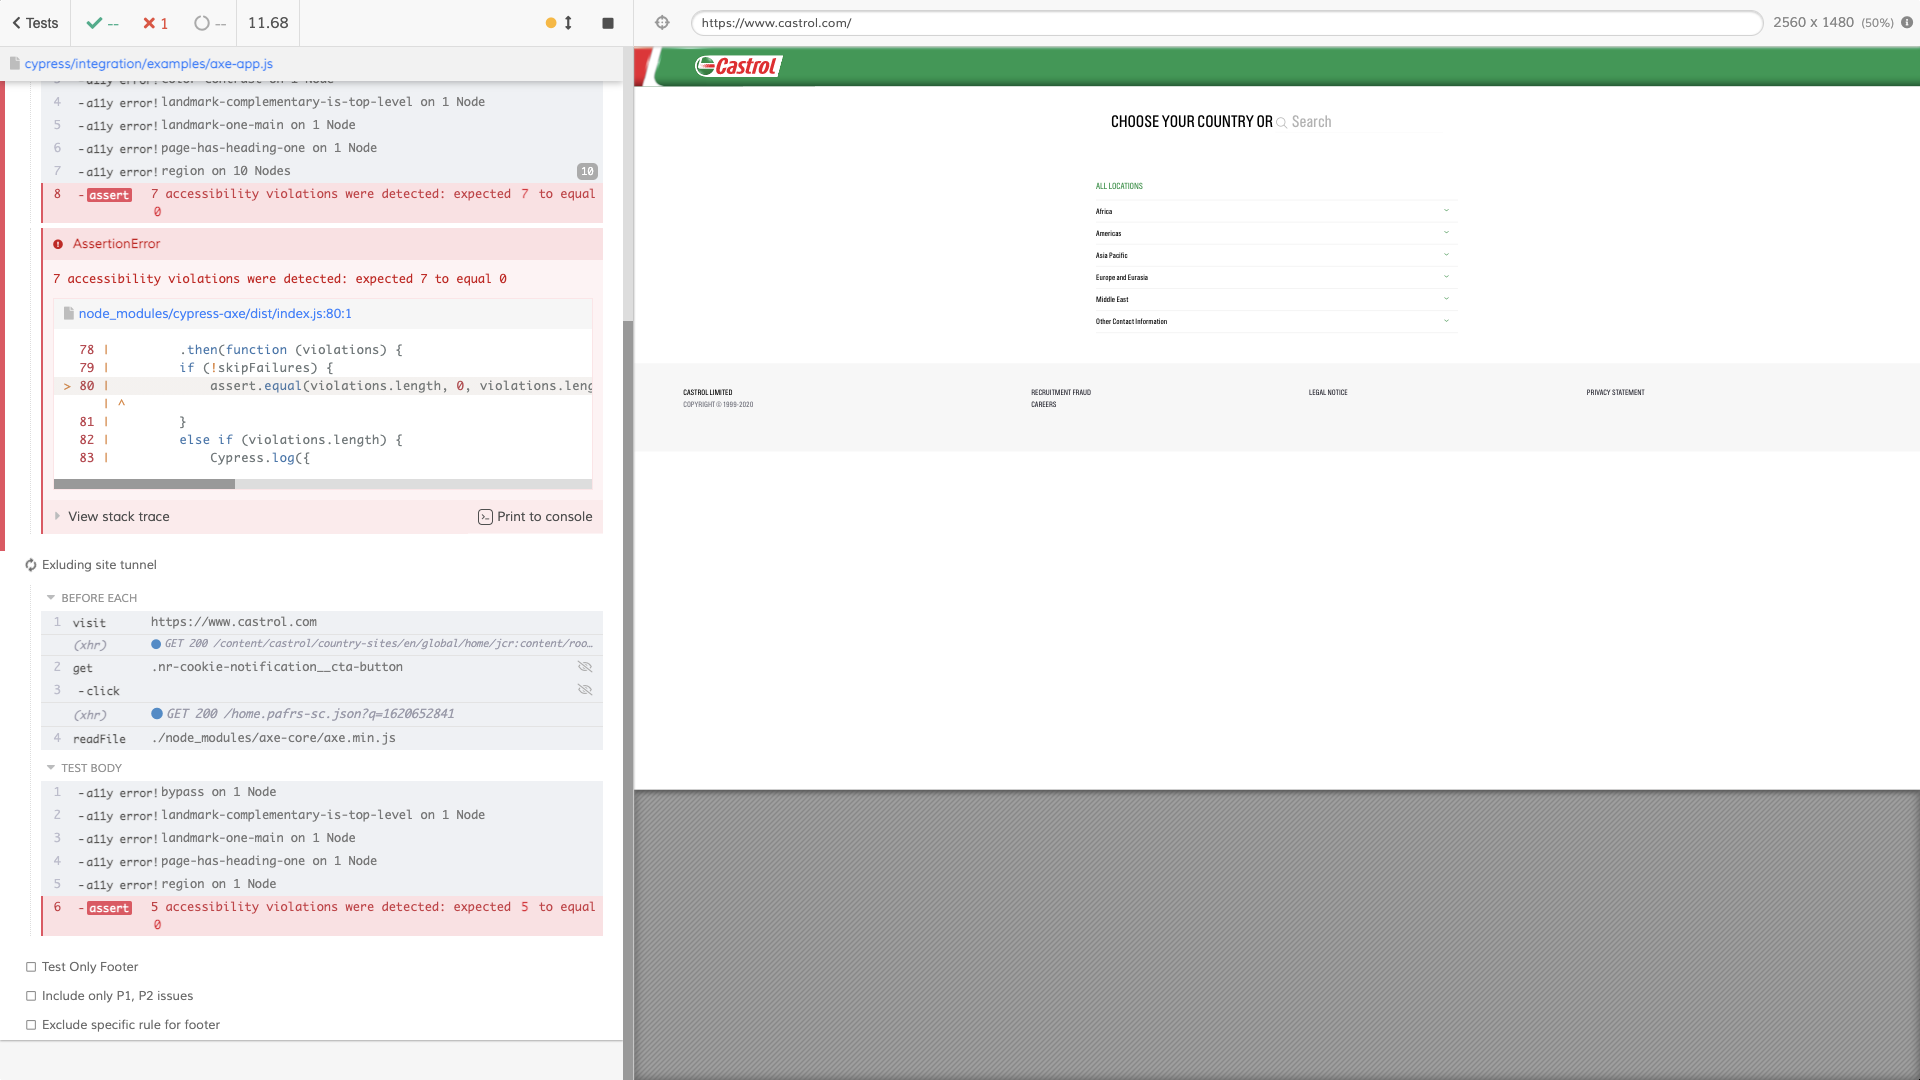 Tests
--
1
--
11.68
https://www.castrol.com/
2560 x 1480 (50%)
cypress/integration/examples/axe-app.js
3 -a11y error! color-contrast on 1 Node
4 -a11y error! landmark-complementary-is-top-level on 1 Node
5 -a11y error! landmark-one-main on 1 Node
6 -a11y error! page-has-heading-one on 1 Node
7 -a11y error! region on 10 Nodes 10
8 -assert 7 accessibility violations were detected: expected 7 to equal
0
AssertionError
7 accessibility violations were detected: expected 7 to equal 0
node_modules/cypress-axe/dist/index.js:80:1
78 | .then(function (violations) {
79 | if (!skipFailures) {
> 80 | assert.equal(violations.length, 0, violations.leng
| ^
81 | }
82 | else if (violations.length) {
83 | Cypress.log({
View stack trace
Print to console
Exluding site tunnel
BEFORE EACH
1 visit https://www.castrol.com
(xhr) GET 200 /content/castrol/country-sites/en/global/home/jcr:content/roo...
2 get .nr-cookie-notification__cta-button
3 -click
(xhr) GET 200 /home.pafrs-sc.json?q=1620652841
4 readFile ./node_modules/axe-core/axe.min.js
TEST BODY
1 -a11y error! bypass on 1 Node
2 -a11y error! landmark-complementary-is-top-level on 1 Node
3 -a11y error! landmark-one-main on 1 Node
4 -a11y error! page-has-heading-one on 1 Node
5 -a11y error! region on 1 Node
6 -assert 5 accessibility violations were detected: expected 5 to equal
0
Test Only Footer
Include only P1, P2 issues
Exclude specific rule for footer
Castrol
CHOOSE YOUR COUNTRY OR Search
ALL LOCATIONS
Africa
Americas
Asia Pacific
Europe and Eurasia
Middle East
Other Contact Information
CASTROL LIMITED
COPYRIGHT © 1999-2020
RECRUITMENT FRAUD
CAREERS
LEGAL NOTICE
PRIVACY STATEMENT